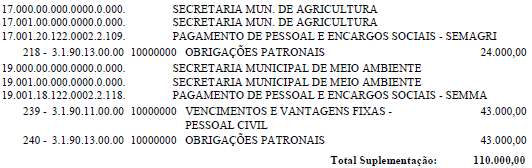 17.000.00.000.0000.0.000. SECRETARIA MUN. DE AGRICULTURA
17.001.00.000.0000.0.000. SECRETARIA MUN. DE AGRICULTURA
17.001.20.122.0002.2.109. PAGAMENTO DE PESSOAL E ENCARGOS SOCIAIS - SEMAGRI
218 - 3.1.90.13.00.00 10000000 OBRIGAÇÕES PATRONAIS 24.000,00
19.000.00.000.0000.0.000. SECRETARIA MUNICIPAL DE MEIO AMBIENTE
19.001.00.000.0000.0.000. SECRETARIA MUNICIPAL DE MEIO AMBIENTE
19.001.18.122.0002.2.118. PAGAMENTO DE PESSOAL E ENCARGOS SOCIAIS - SEMMA
239 - 3.1.90.11.00.00 10000000 VENCIMENTOS E VANTAGENS FIXAS - 43.000,00
PESSOAL CIVIL
240 - 3.1.90.13.00.00 10000000 OBRIGAÇÕES PATRONAIS 43.000,00
Total Suplementação: 110.000,00